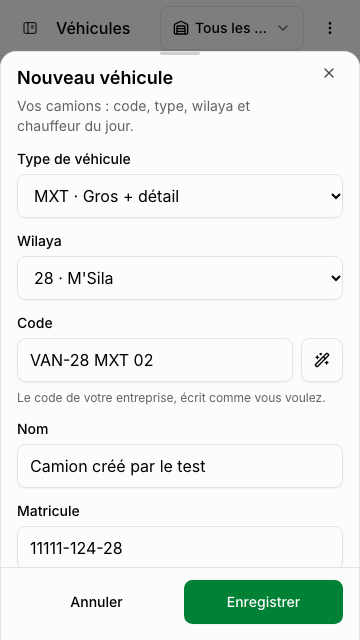 Véhicules
Tous les ...
Nouveau véhicule
Vos camions : code, type, wilaya et
chauffeur du jour.
Type de véhicule
MXT · Gros + détail
Wilaya
28 · M'Sila
Code
VAN-28 MXT 02
Le code de votre entreprise, écrit comme vous voulez.
Nom
Camion créé par le test
Matricule
11111-124-28
Annuler
Enregistrer